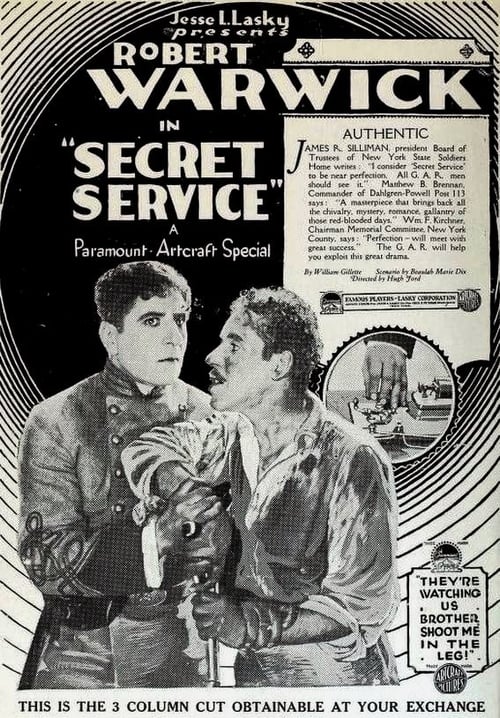 Jesse L. Lasky
presents
ROBERT
WARWICK
IN
"SECRET
SERVICE"
A
Paramount-Artcraft Special
AUTHENTIC
JAMES R. SILLIMAN, president Board of
Trustees of New York State Soldiers
Home writes: "I consider 'Secret Service'
to be near perfection. All G. A. R. men
should see it." Matthew B. Brennan,
Commander of Dahlgren-Powell Post 113
says: "A masterpiece that brings back all
the chivalry, mystery, romance, gallantry of
those red-blooded days." Wm. F. Kirchner,
Chairman Memorial Committee, New York
County, says: "Perfection – will meet with
great success." The G. A. R. will help
you exploit this great drama.
By William Gillette Scenario by Beulah Marie Dix
Directed by Hugh Ford
FAMOUS PLAYERS-LASKY CORPORATION
"THEY'RE
WATCHING
US
BROTHER,
SHOOT ME
IN THE
LEG!"
ARTCRAFT
PICTURES
THIS IS THE 3 COLUMN CUT OBTAINABLE AT YOUR EXCHANGE